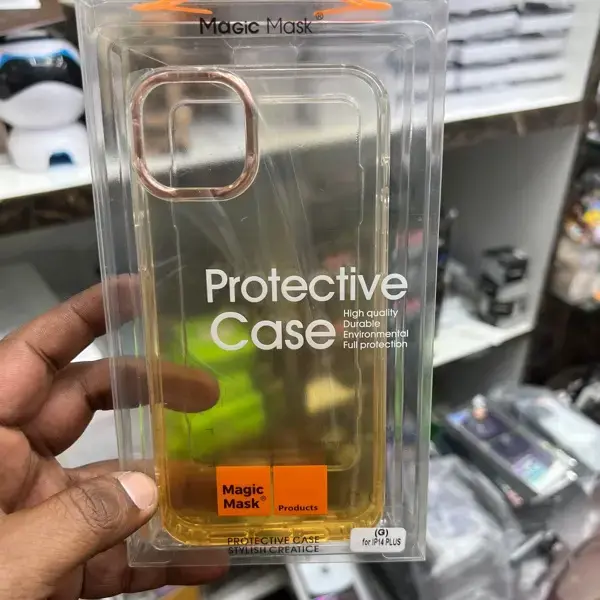 Magic Mask®
Protective
Case
High quality
Durable
Environmental
Full protection
Magic
Mask®
Products
PROTECTIVE CASE
STYLISH CREATICE
(G)
for IP14 PLUS